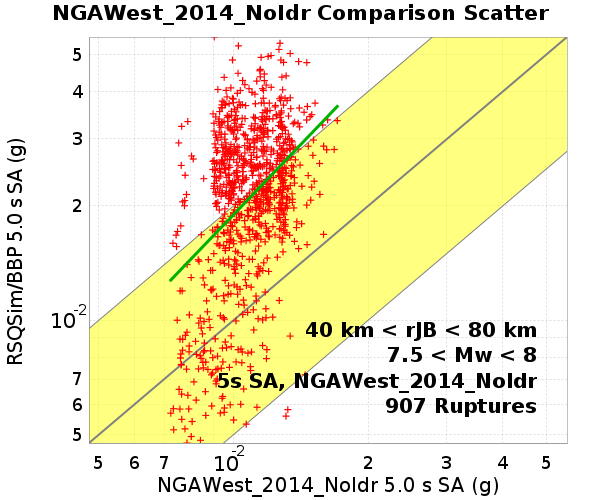 NGAWest_2014_NoIdr Comparison Scatter
RSQSim/BBP 5.0 s SA (g)
5
4
3
2
10-2
7
6
5
40 km < rJB < 80 km
7.5 < Mw < 8
5s SA, NGAWest_2014_NoIdr
907 Ruptures
5 6 7 10-2 2 3 4 5
NGAWest_2014_NoIdr 5.0 s SA (g)